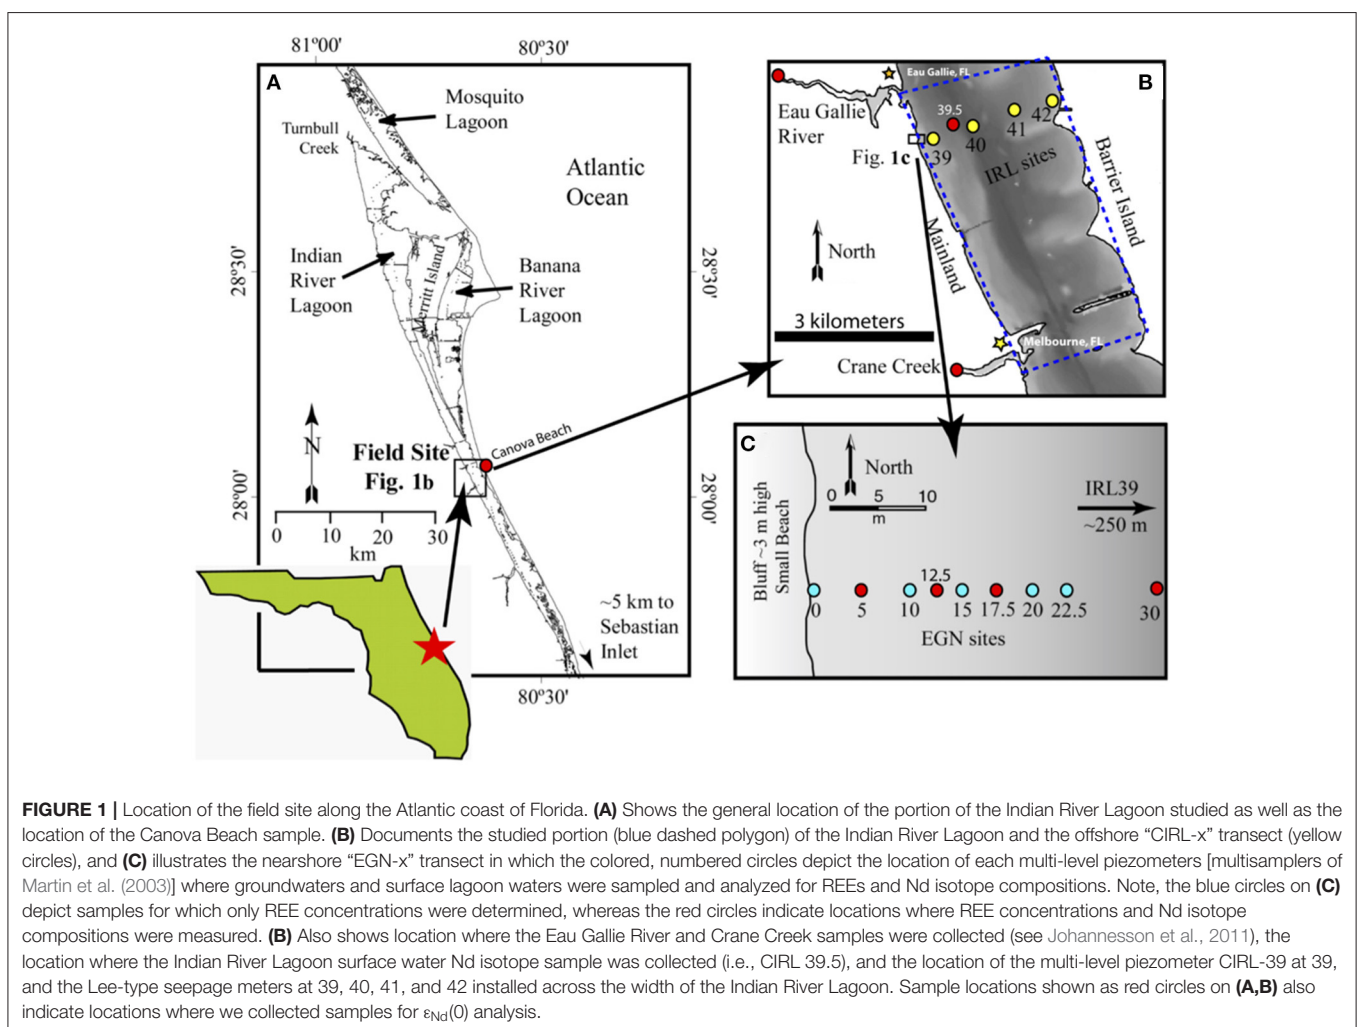 81°00'
80°30'
A
Mosquito
Lagoon
Turnbull
Creek
Atlantic
Ocean
28°30'
28°30'
Indian
River
Lagoon
Merritt Island
Banana
River
Lagoon
N
Field Site
Fig. 1b
Canova Beach
28°00'
28°00'
0 10 20 30
km
~5 km to
Sebastian
Inlet
80°30'
B
Eau Gallie, FL
Eau Gallie
River
39.5
39
40
41
42
Fig. 1c
IRL sites
Barrier Island
Mainland
North
3 kilometers
Crane Creek
Melbourne, FL
C
North
0 5 10
m
IRL39
~250 m
Bluff ~3 m high
Small Beach
12.5
0 5 10 15 17.5 20 22.5 30
EGN sites
FIGURE 1 | Location of the field site along the Atlantic coast of Florida. (A) Shows the general location of the portion of the Indian River Lagoon studied as well as the
location of the Canova Beach sample. (B) Documents the studied portion (blue dashed polygon) of the Indian River Lagoon and the offshore “CIRL-x” transect (yellow
circles), and (C) illustrates the nearshore “EGN-x” transect in which the colored, numbered circles depict the location of each multi-level piezometers [multisamplers of
Martin et al. (2003)] where groundwaters and surface lagoon waters were sampled and analyzed for REEs and Nd isotope compositions. Note, the blue circles on (C)
depict samples for which only REE concentrations were determined, whereas the red circles indicate locations where REE concentrations and Nd isotope
compositions were measured. (B) Also shows location where the Eau Gallie River and Crane Creek samples were collected (see Johannesson et al., 2011), the
location where the Indian River Lagoon surface water Nd isotope sample was collected (i.e., CIRL 39.5), and the location of the multi-level piezometer CIRL-39 at 39,
and the Lee-type seepage meters at 39, 40, 41, and 42 installed across the width of the Indian River Lagoon. Sample locations shown as red circles on (A,B) also
indicate locations where we collected samples for εNd(0) analysis.